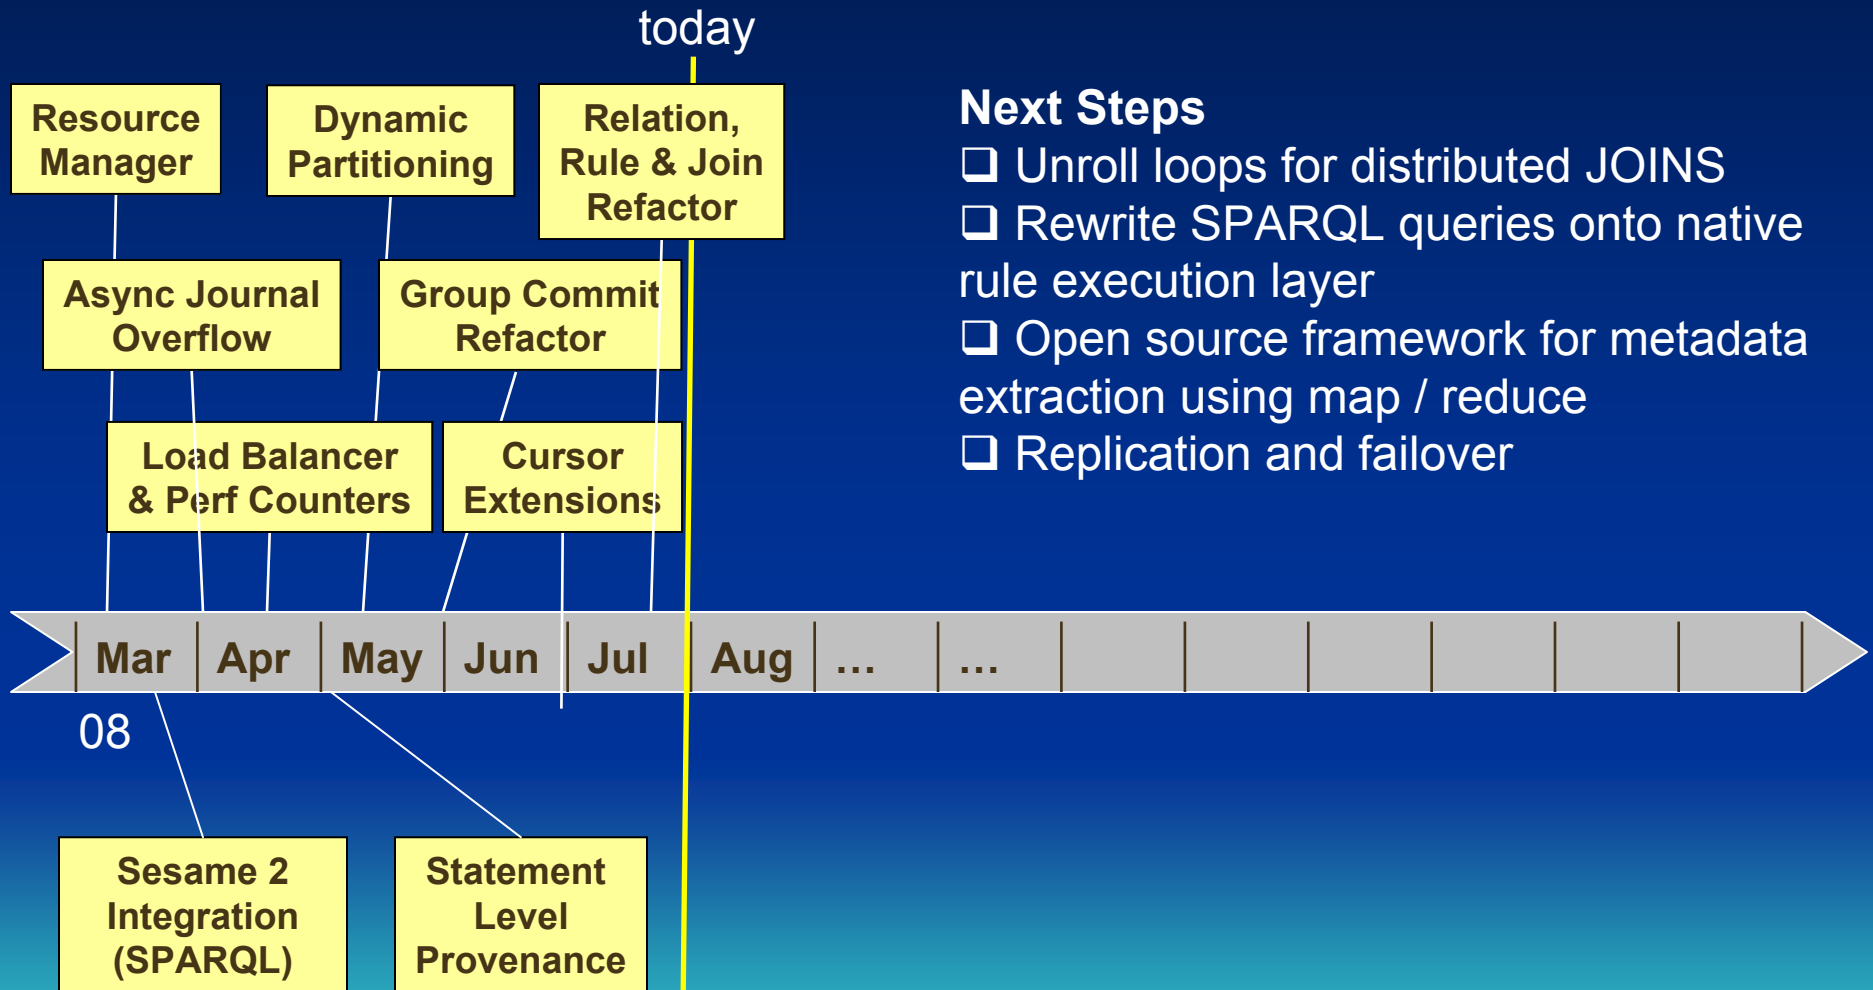 today
Resource
Manager
Dynamic
Partitioning
Relation,
Rule & Join
Refactor
Async Journal
Overflow
Group Commit
Refactor
Load Balancer
& Perf Counters
Cursor
Extensions
Next Steps
❑ Unroll loops for distributed JOINS
❑ Rewrite SPARQL queries onto native
rule execution layer
❑ Open source framework for metadata
extraction using map / reduce
❑ Replication and failover
Mar Apr May Jun Jul Aug … …
08
Sesame 2
Integration
(SPARQL)
Statement
Level
Provenance